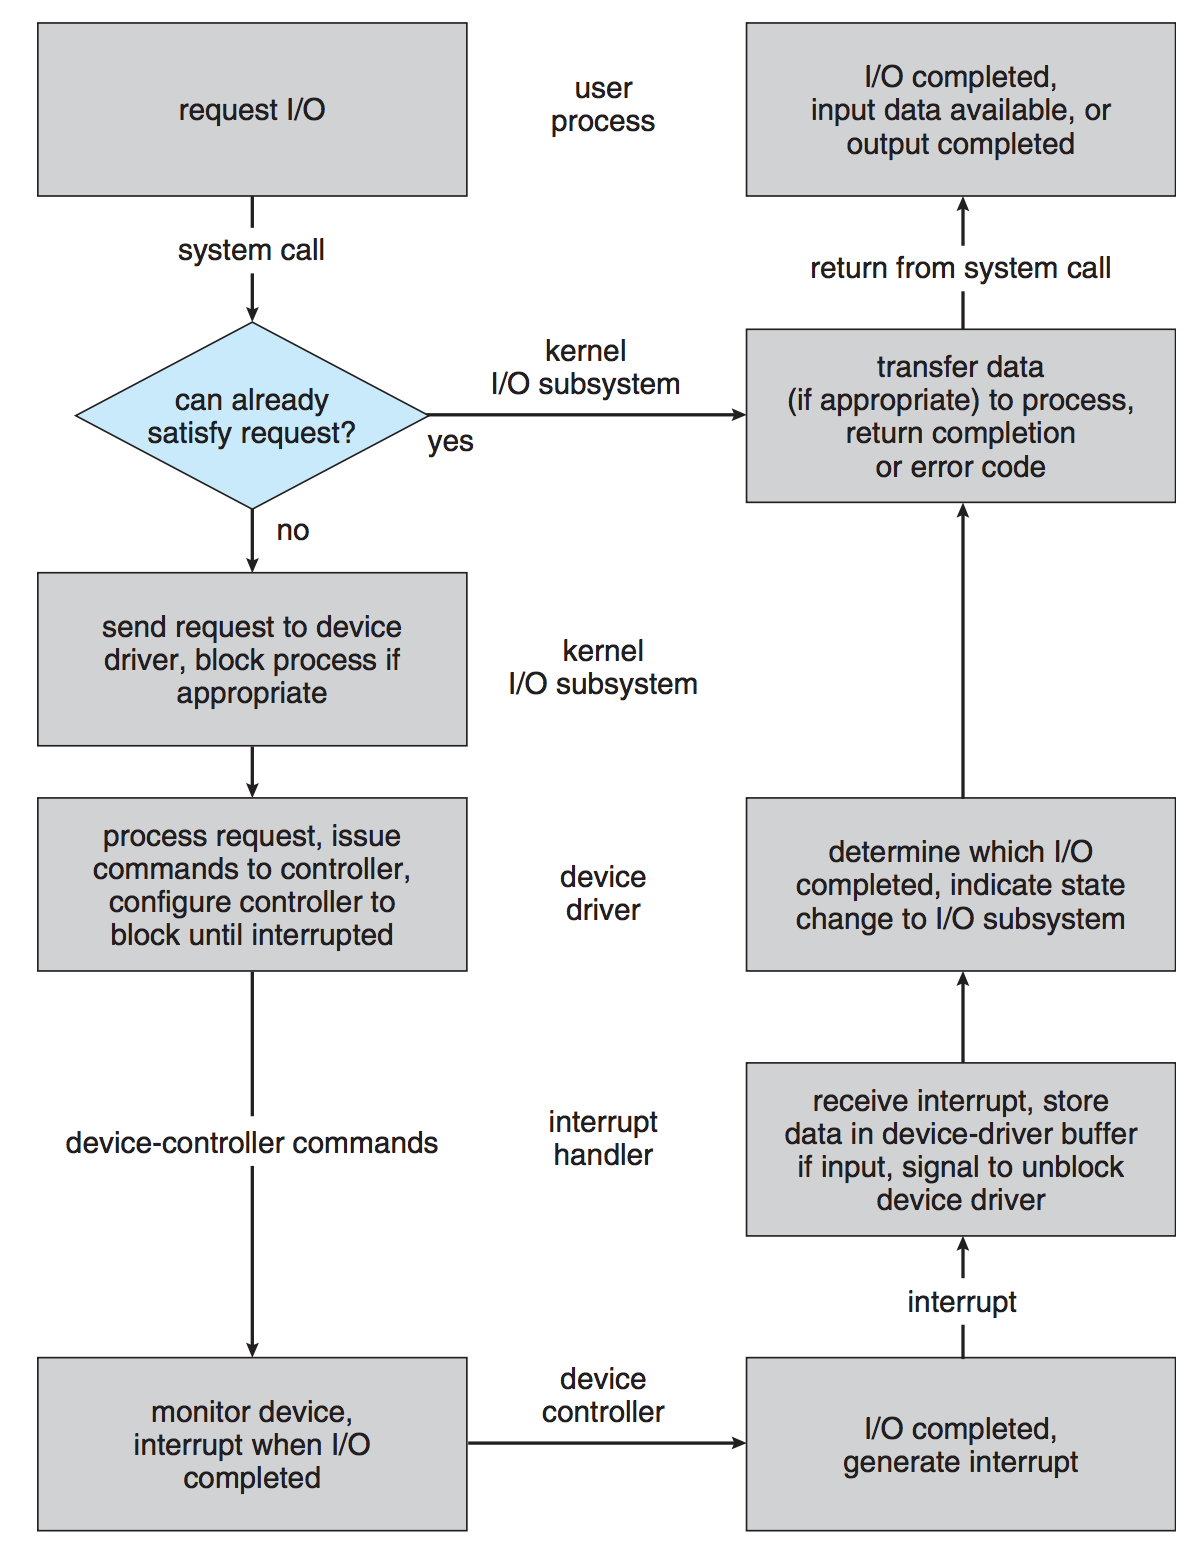 request I/O
user
process
I/O completed,
input data available, or
output completed
system call
return from system call
can already
satisfy request?
kernel
I/O subsystem
yes
transfer data
(if appropriate) to process,
return completion
or error code
no
send request to device
driver, block process if
appropriate
kernel
I/O subsystem
process request, issue
commands to controller,
configure controller to
block until interrupted
device
driver
determine which I/O
completed, indicate state
change to I/O subsystem
device-controller commands
interrupt
handler
receive interrupt, store
data in device-driver buffer
if input, signal to unblock
device driver
interrupt
monitor device,
interrupt when I/O
completed
device
controller
I/O completed,
generate interrupt